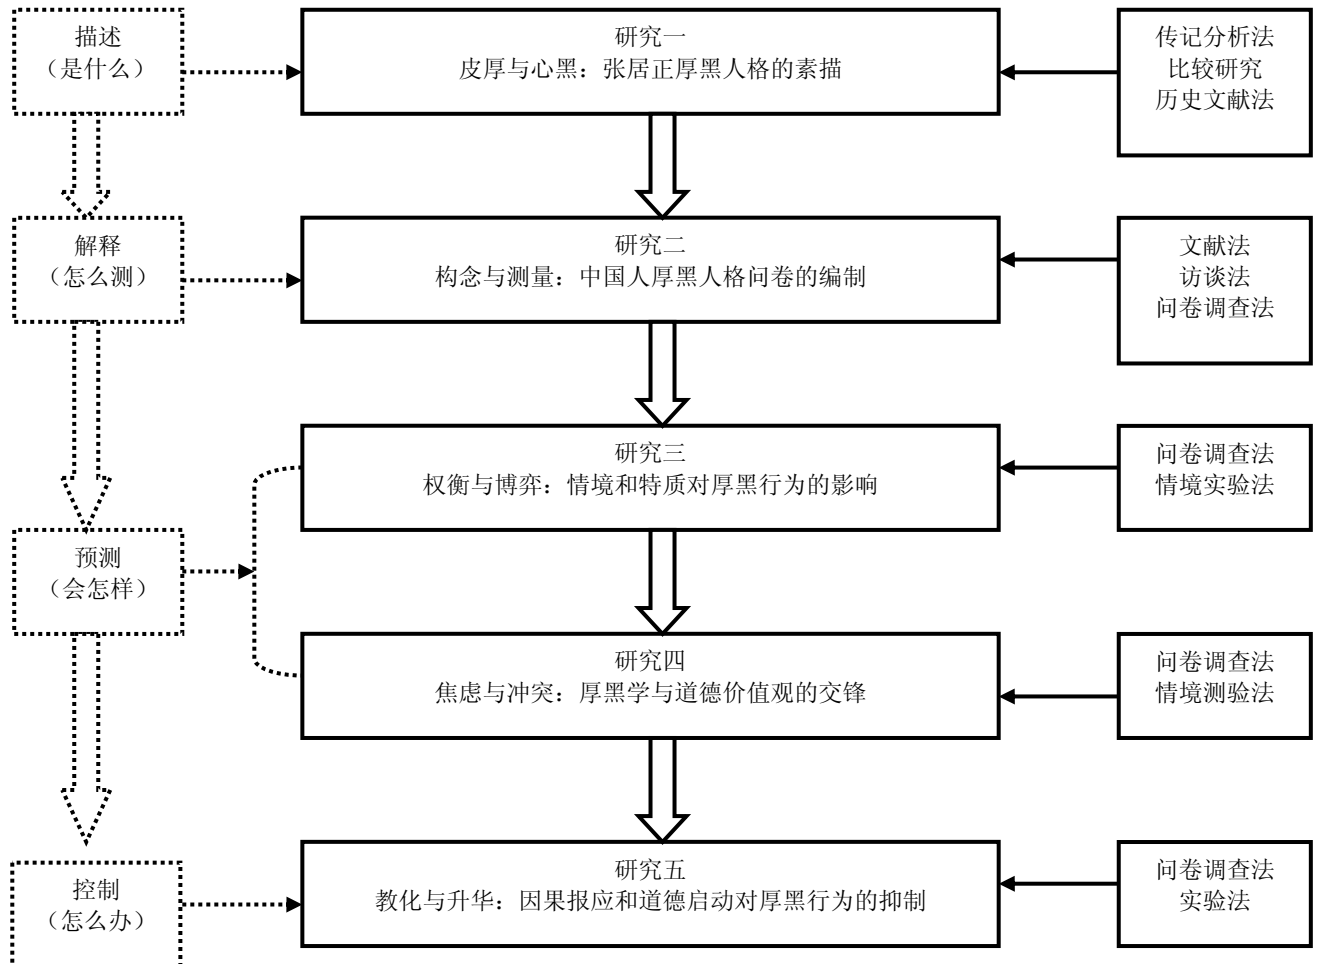 描述
（是什么）
研究一
皮厚与心黑：张居正厚黑人格的素描
传记分析法
比较研究
历史文献法
解释
（怎么测）
研究二
构念与测量：中国人厚黑人格问卷的编制
文献法
访谈法
问卷调查法
研究三
权衡与博弈：情境和特质对厚黑行为的影响
问卷调查法
情境实验法
预测
（会怎样）
研究四
焦虑与冲突：厚黑学与道德价值观的交锋
问卷调查法
情境测验法
控制
（怎么办）
研究五
教化与升华：因果报应和道德启动对厚黑行为的抑制
问卷调查法
实验法